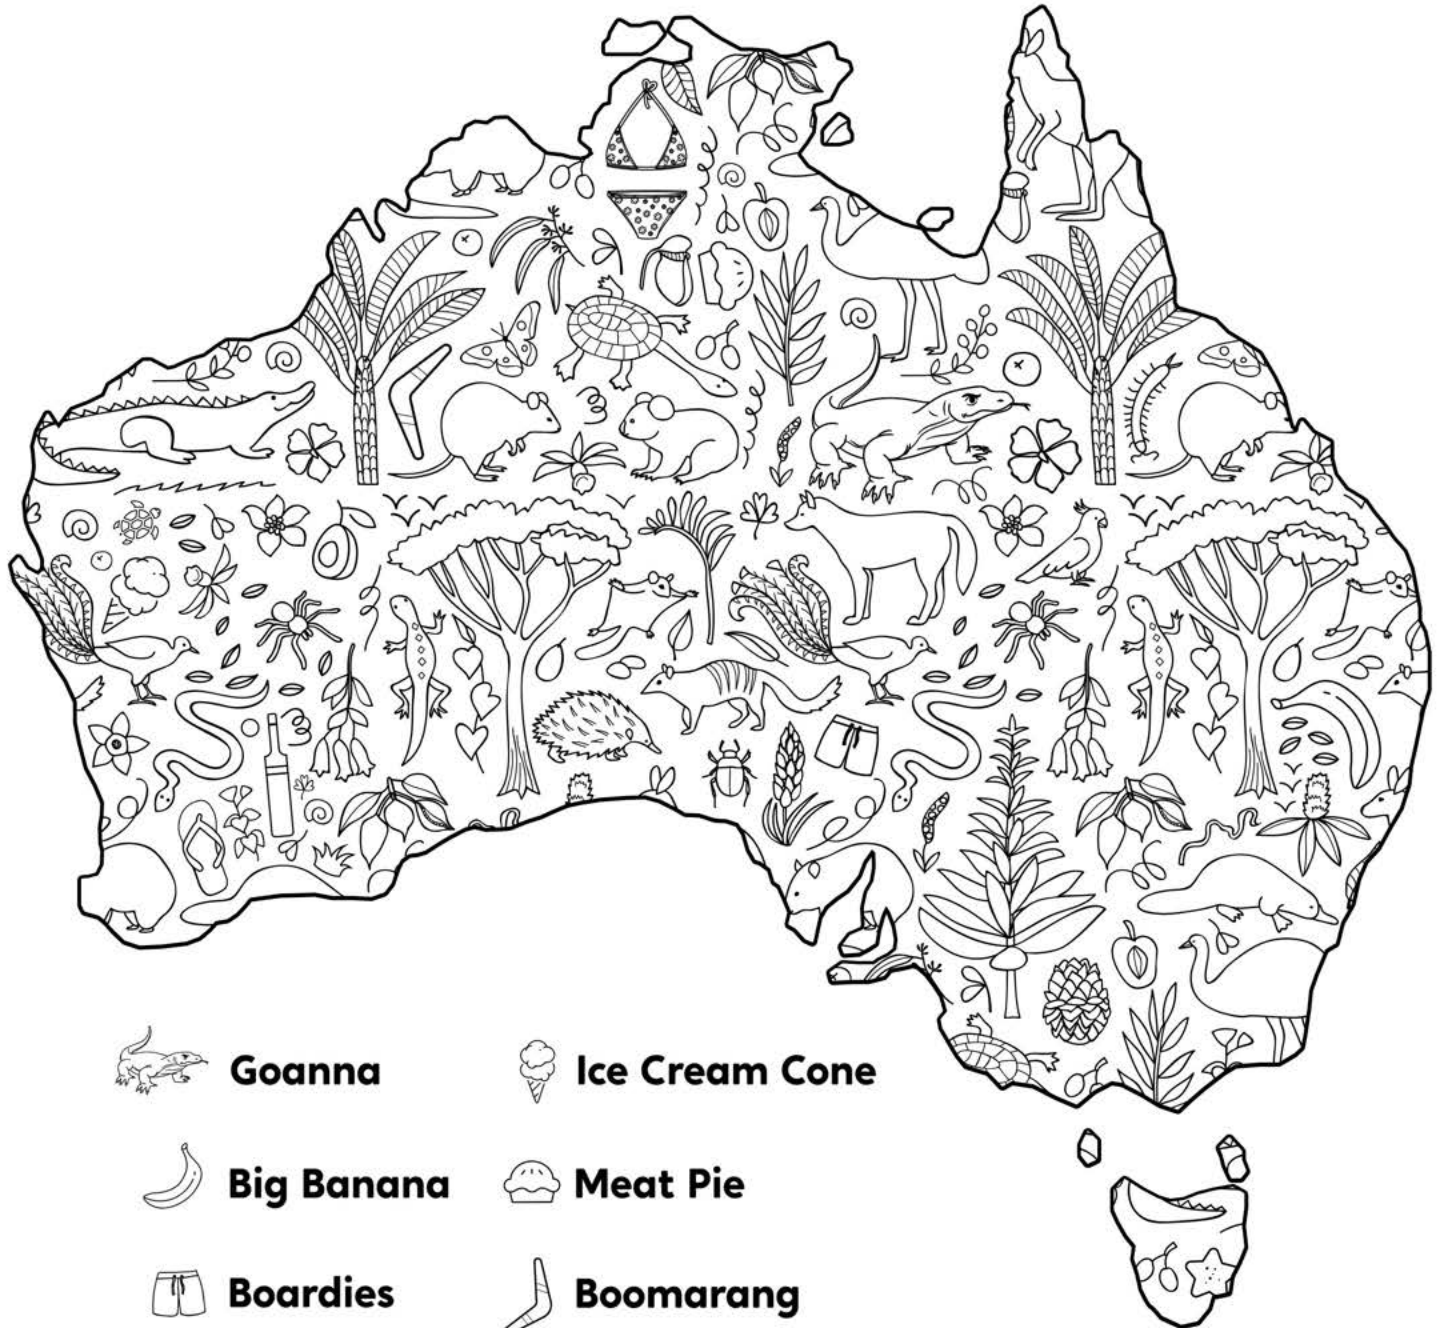 Goanna
Ice Cream Cone
Big Banana
Meat Pie
Boardies
Boomarang